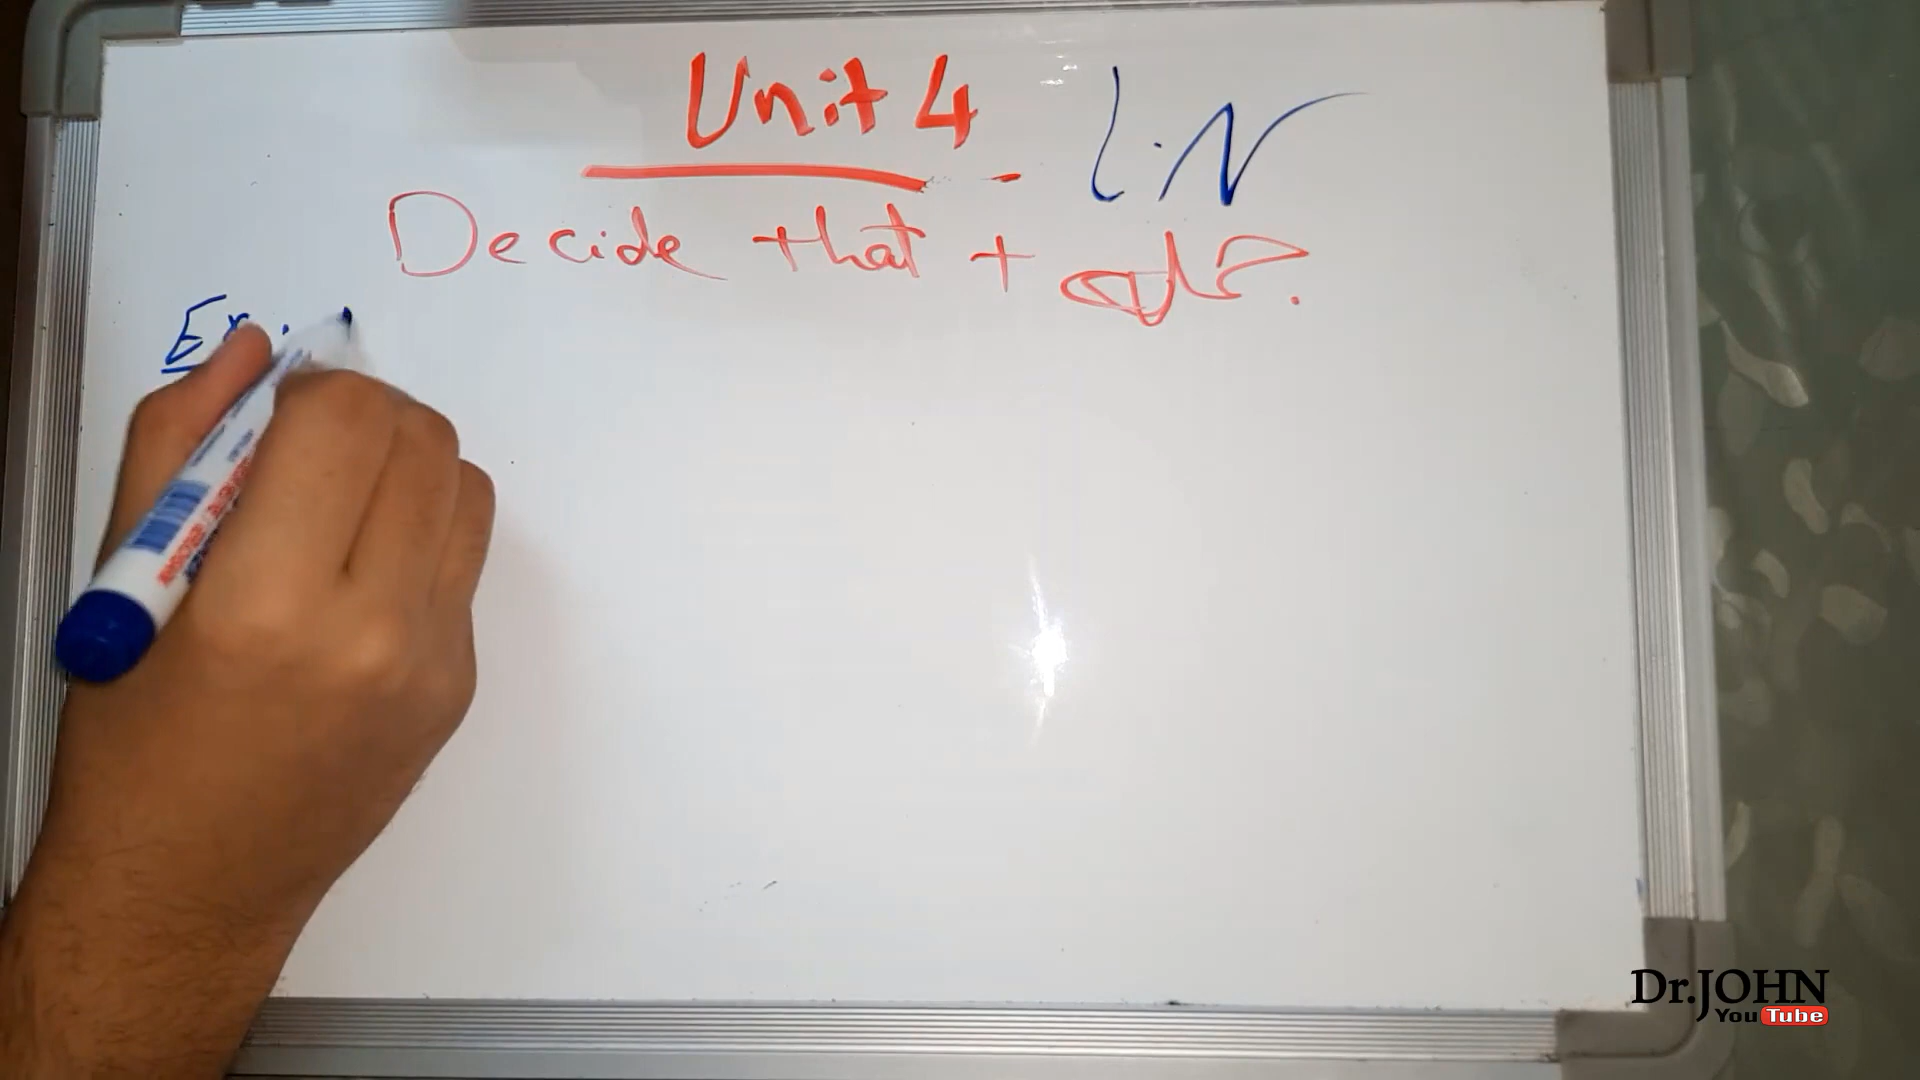 Unit 4 L.N
Decide that + جملة.
Ex:
Dr.JOHN
YouTube